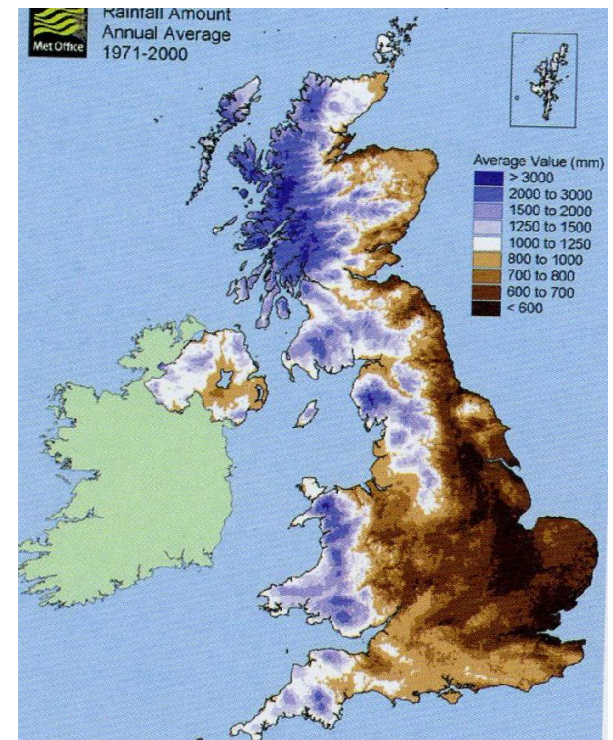 Met Office
Rainfall Amount
Annual Average
1971-2000
Average Value (mm)
> 3000
2000 to 3000
1500 to 2000
1250 to 1500
1000 to 1250
800 to 1000
700 to 800
600 to 700
< 600